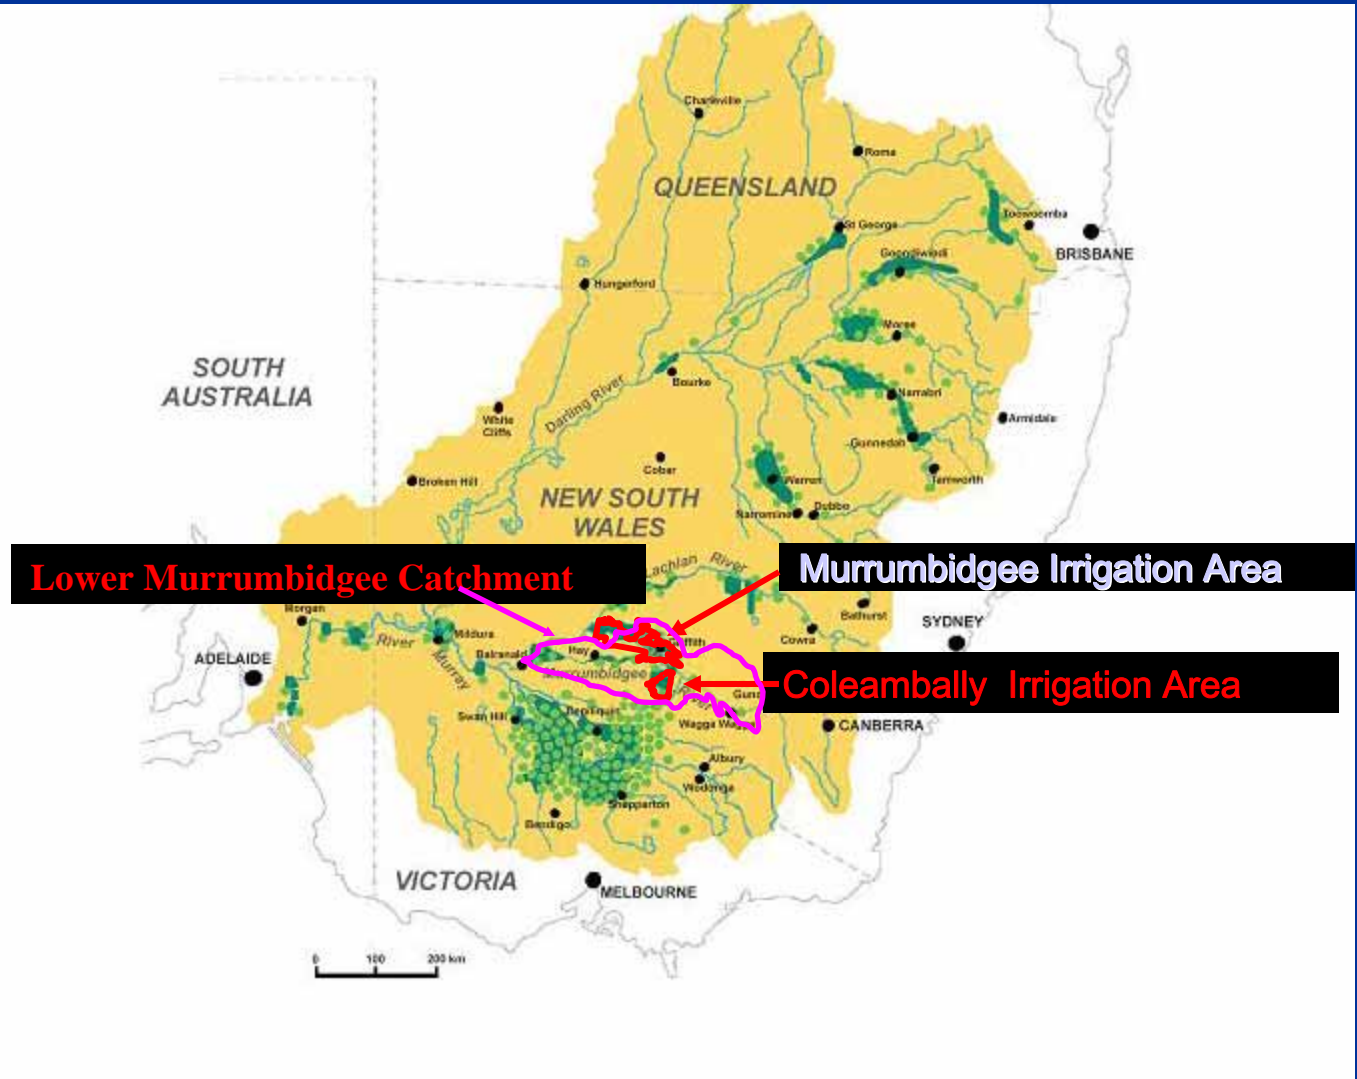 Charleville
Roma
QUEENSLAND
Toowoomba
St George
BRISBANE
Goondiwindi
Hungerford
Moree
SOUTH
AUSTRALIA
Bourke
Darling River
Narrabri
White
Cliffs
Armidale
Gunnedah
Cobar
Broken Hill
Warren
Tamworth
NEW SOUTH
WALES
Narromine
Dubbo
Lachlan River
Murrumbidgee Irrigation Area
Lower Murrumbidgee Catchment
Morgan
Bathurst
SYDNEY
River
Mildura
Cowra
Griffith
Hay
Balranald
ADELAIDE
Murray
Murrumbidgee
River
Coleambally Irrigation Area
Swan Hill
Deniliquin
Wagga Wagga
CANBERRA
Albury
Wodonga
Shepparton
Bendigo
VICTORIA
MELBOURNE
0 100 200 km